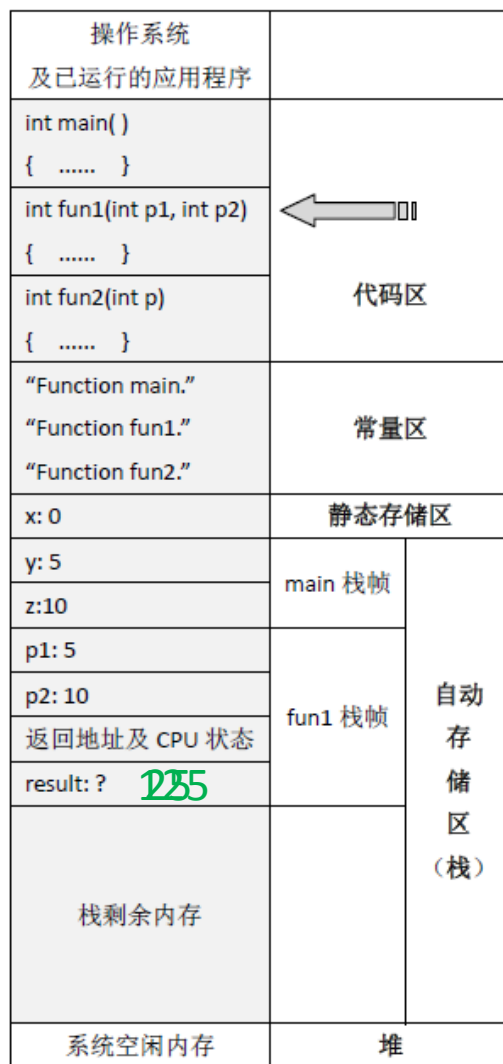 操作系统
及已运行的应用程序
int main( )
{ …… }
int fun1(int p1, int p2)
{ …… }
int fun2(int p)
{ …… }
代码区
“Function main.”
“Function fun1.”
“Function fun2.”
常量区
x: 0
静态存储区
y: 5
z:10
main 栈帧
p1: 5
p2: 10
返回地址及 CPU 状态
result: ?
fun1 栈帧
自动
存
储
区
（栈）
栈剩余内存
系统空闲内存
堆